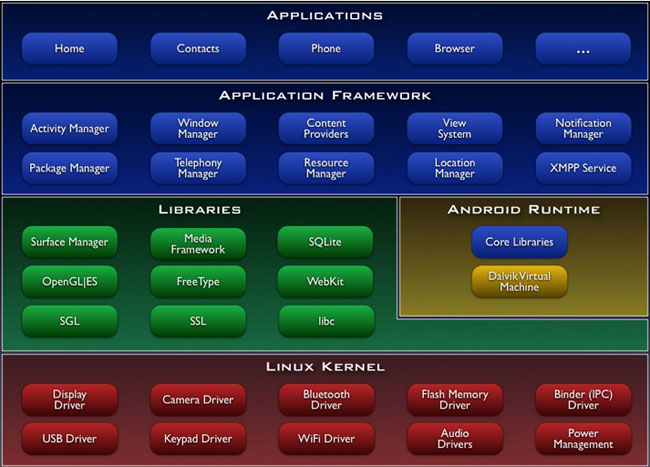 APPLICATIONS
Home
Contacts
Phone
Browser
...
APPLICATION FRAMEWORK
Activity Manager
Window
Manager
Content
Providers
View
System
Notification
Manager
Package Manager
Telephony
Manager
Resource
Manager
Location
Manager
XMPP Service
LIBRARIES
Surface Manager
Media
Framework
SQLite
OpenGL|ES
FreeType
WebKit
SGL
SSL
libc
ANDROID RUNTIME
Core Libraries
Dalvik Virtual
Machine
LINUX KERNEL
Display
Driver
Camera Driver
Bluetooth
Driver
Flash Memory
Driver
Binder (IPC)
Driver
USB Driver
Keypad Driver
WiFi Driver
Audio
Drivers
Power
Management